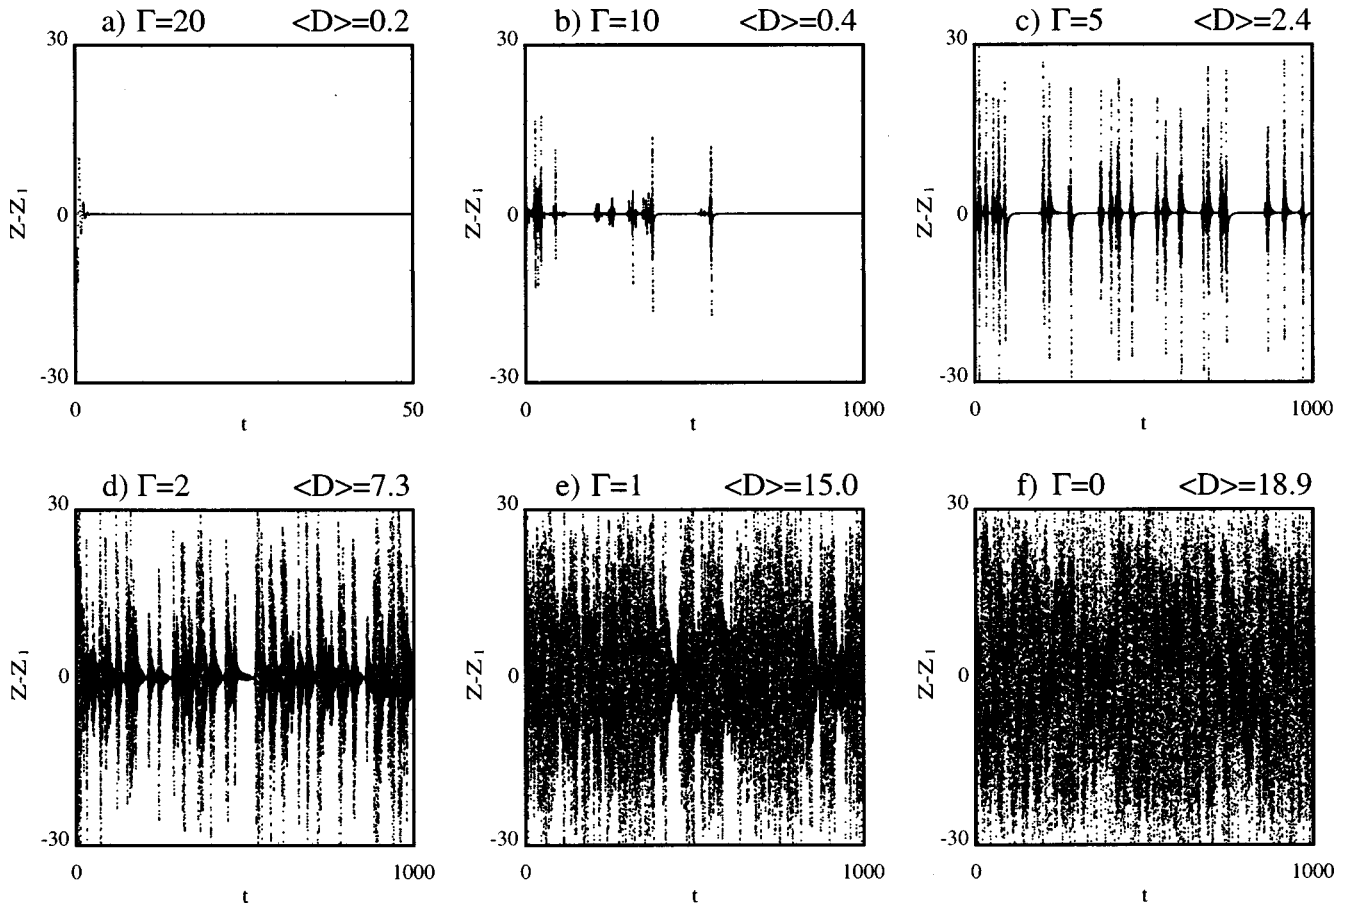 a) Γ=20 <D>=0.2
30
Z-Z₁
0
-30
0 50
t
b) Γ=10 <D>=0.4
30
Z-Z₁
0
-30
0 1000
t
c) Γ=5 <D>=2.4
30
Z-Z₁
0
-30
0 1000
t
d) Γ=2 <D>=7.3
30
Z-Z₁
0
-30
0 1000
t
e) Γ=1 <D>=15.0
30
Z-Z₁
0
-30
0 1000
t
f) Γ=0 <D>=18.9
30
Z-Z₁
0
-30
0 1000
t